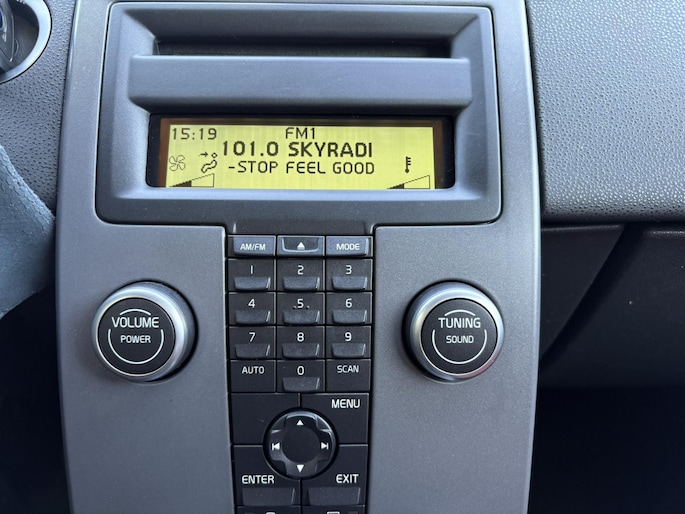 15:19 FM1
101.0 SKYRADI
-STOP FEEL GOOD
AM/FM MODE
1 2 3
4 5 6
7 8 9
AUTO 0 SCAN
VOLUME
POWER
TUNING
SOUND
MENU
ENTER EXIT